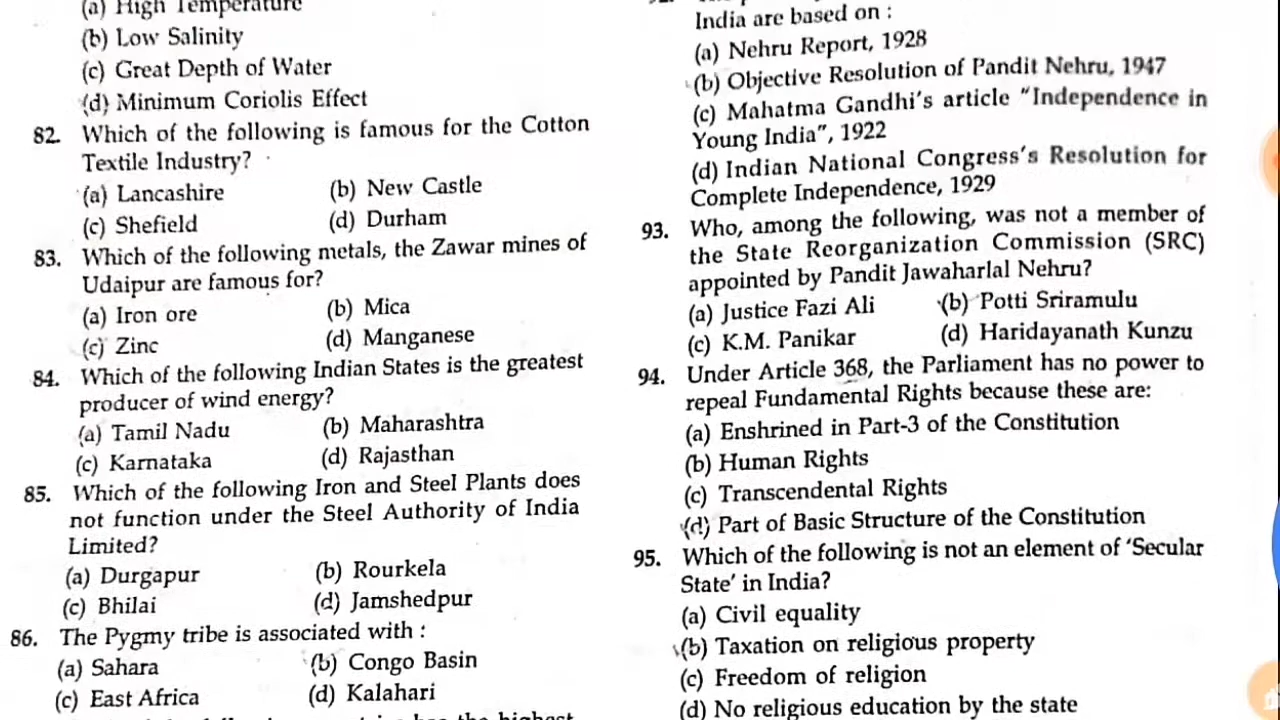 (a) High Temperature
(b) Low Salinity
(c) Great Depth of Water
(d) Minimum Coriolis Effect
82. Which of the following is famous for the Cotton
Textile Industry?
(a) Lancashire (b) New Castle
(c) Shefield (d) Durham
83. Which of the following metals, the Zawar mines of
Udaipur are famous for?
(a) Iron ore (b) Mica
(c) Zinc (d) Manganese
84. Which of the following Indian States is the greatest
producer of wind energy?
(a) Tamil Nadu (b) Maharashtra
(c) Karnataka (d) Rajasthan
85. Which of the following Iron and Steel Plants does
not function under the Steel Authority of India
Limited?
(a) Durgapur (b) Rourkela
(c) Bhilai (d) Jamshedpur
86. The Pygmy tribe is associated with :
(a) Sahara (b) Congo Basin
(c) East Africa (d) Kalahari
the highest
India are based on :
(a) Nehru Report, 1928
(b) Objective Resolution of Pandit Nehru, 1947
(c) Mahatma Gandhi's article "Independence in
Young India", 1922
(d) Indian National Congress's Resolution for
Complete Independence, 1929
93. Who, among the following, was not a member of
the State Reorganization Commission (SRC)
appointed by Pandit Jawaharlal Nehru?
(a) Justice Fazi Ali (b) Potti Sriramulu
(c) K.M. Panikar (d) Haridayanath Kunzu
94. Under Article 368, the Parliament has no power to
repeal Fundamental Rights because these are:
(a) Enshrined in Part-3 of the Constitution
(b) Human Rights
(c) Transcendental Rights
(d) Part of Basic Structure of the Constitution
95. Which of the following is not an element of 'Secular
State' in India?
(a) Civil equality
(b) Taxation on religious property
(c) Freedom of religion
(d) No religious education by the state